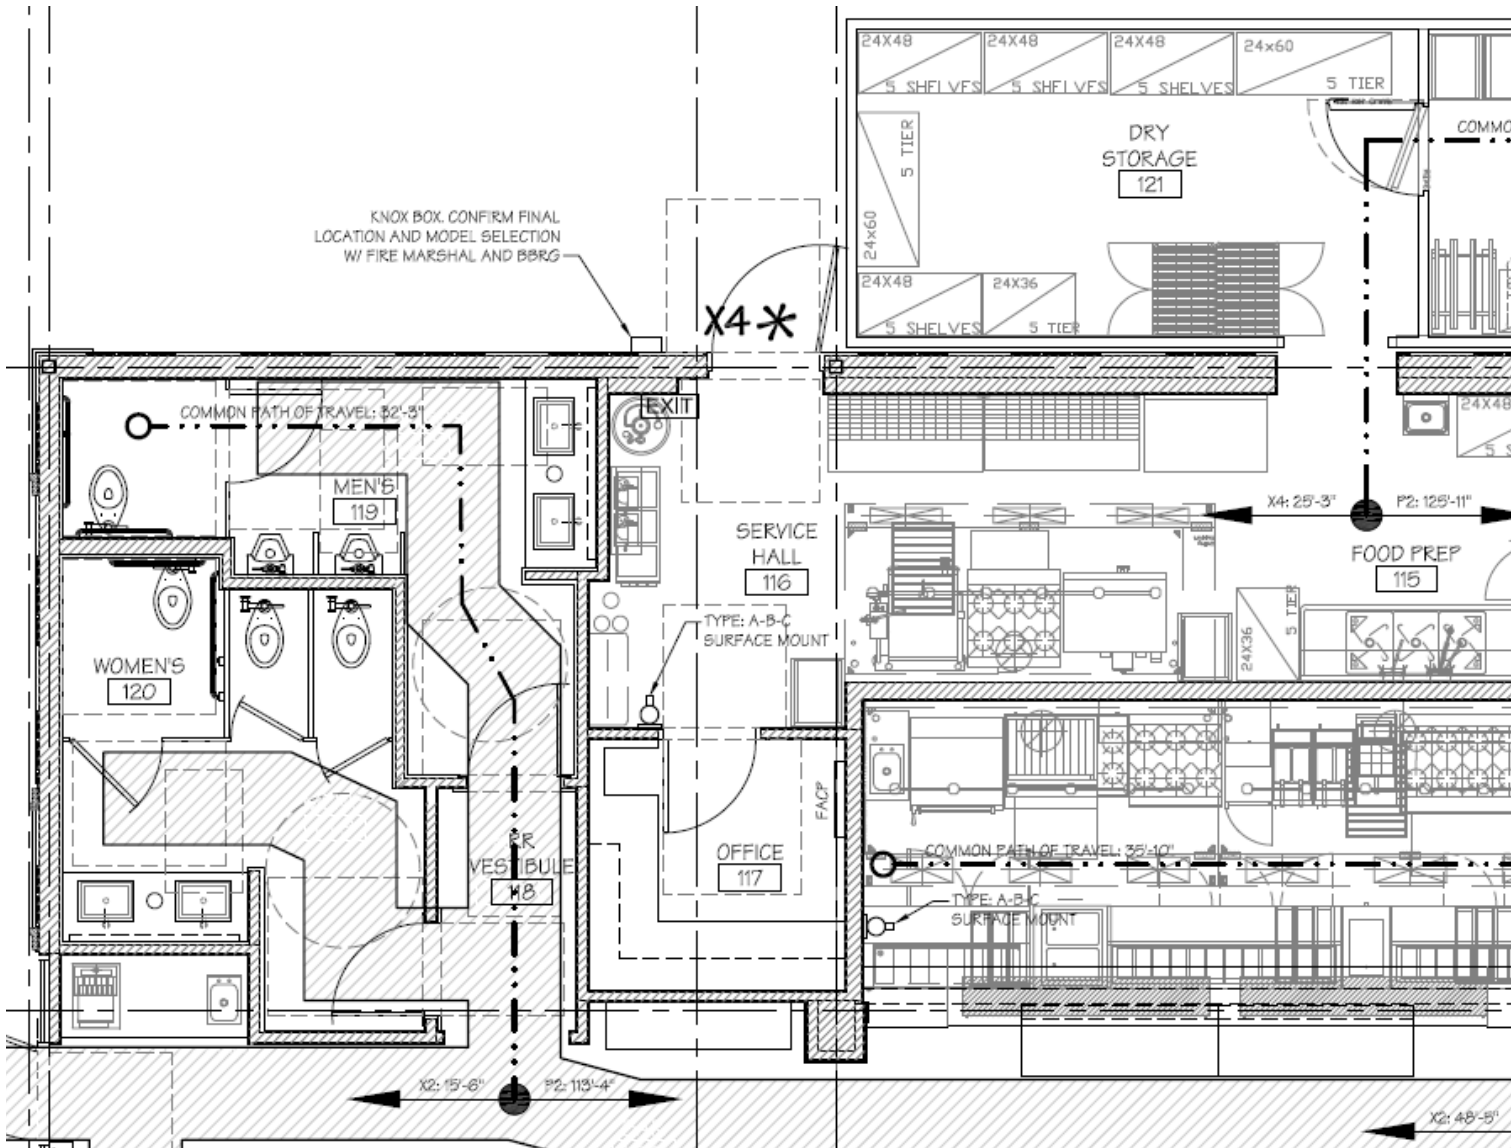 24X48
24X48
24X48
24x60
5 SHELVES
5 SHELVES
5 SHELVES
5 TIER
COMMO
DRY
STORAGE
121
5 TIER
24x60
KNOX BOX. CONFIRM FINAL
LOCATION AND MODEL SELECTION
W/ FIRE MARSHAL AND BBRG
24X48
24X36
5 SHELVES
5 TIER
X4*
COMMON PATH OF TRAVEL: 32'-3"
EXIT
24X48
5 S
MEN'S
119
X4: 25'-3"
P2: 125'-11"
SERVICE
HALL
116
FOOD PREP
115
TYPE: A-B-C
SURFACE MOUNT
24X36
5 TIER
WOMEN'S
120
FACP
RR
VESTIBULE
118
OFFICE
117
COMMON PATH OF TRAVEL: 35'-10"
TYPE: A-B-C
SURFACE MOUNT
X2: 15'-6"
P2: 113'-4"
X2: 48'-5"